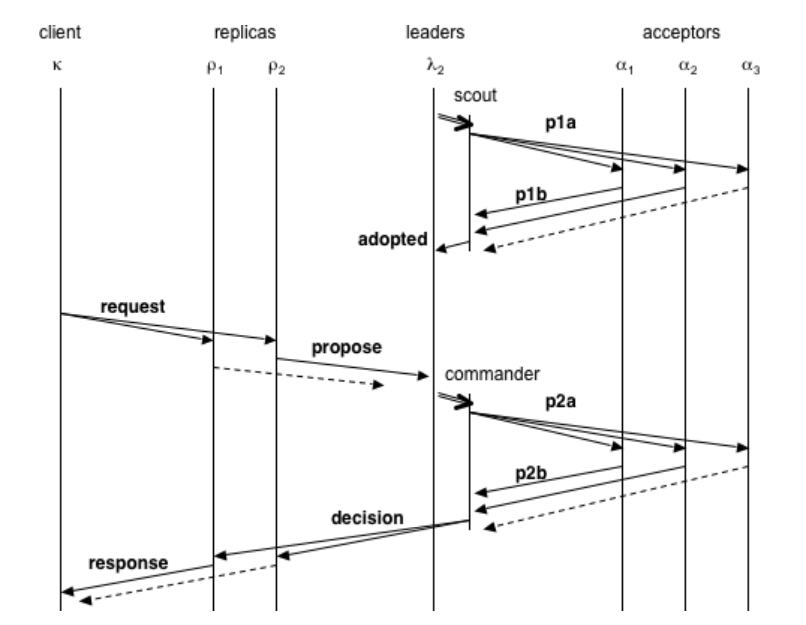 client replicas leaders acceptors
κ ρ1 ρ2 λ2 α1 α2 α3
scout
p1a
p1b
adopted
request
propose
commander
p2a
p2b
decision
response